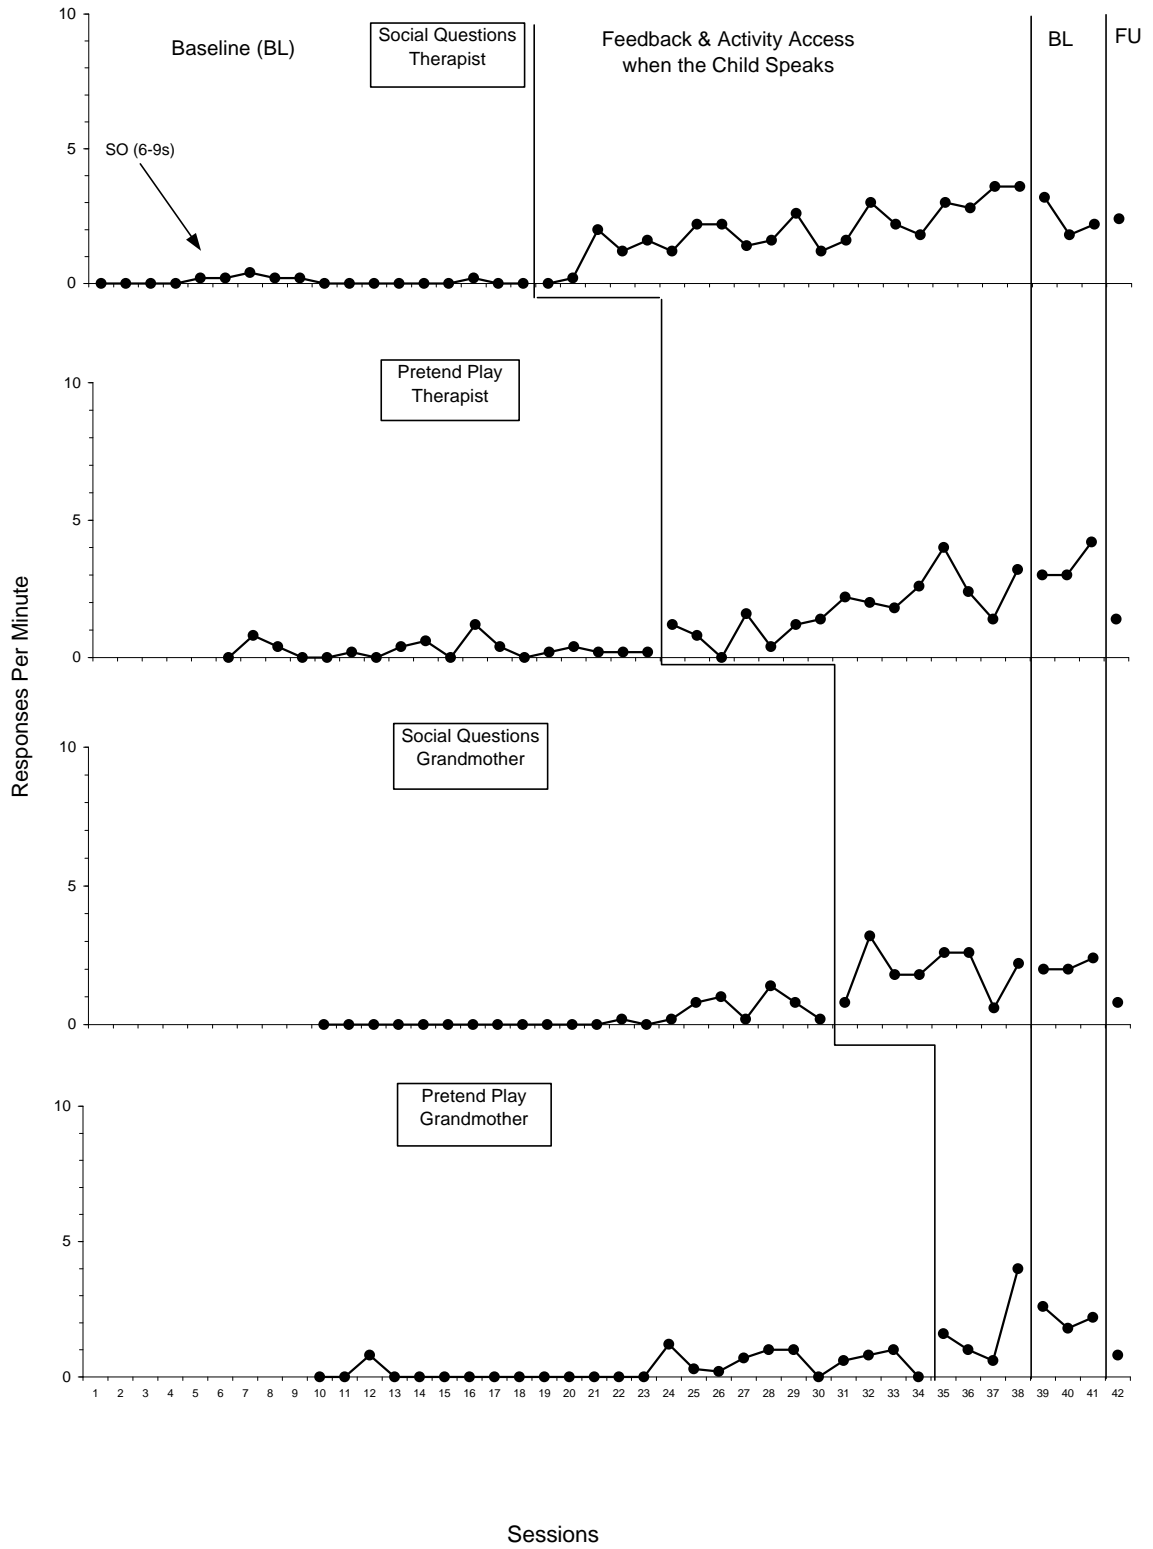 10
Baseline (BL)
Social Questions
Therapist
Feedback & Activity Access
when the Child Speaks
BL
FU
5
SO (6-9s)
0
Pretend Play
Therapist
10
5
0
Responses Per Minute
Social Questions
Grandmother
10
5
0
Pretend Play
Grandmother
10
5
0
1 2 3 4 5 6 7 8 9 10 11 12 13 14 15 16 17 18 19 20 21 22 23 24 25 26 27 28 29 30 31 32 33 34 35 36 37 38 39 40 41 42
Sessions